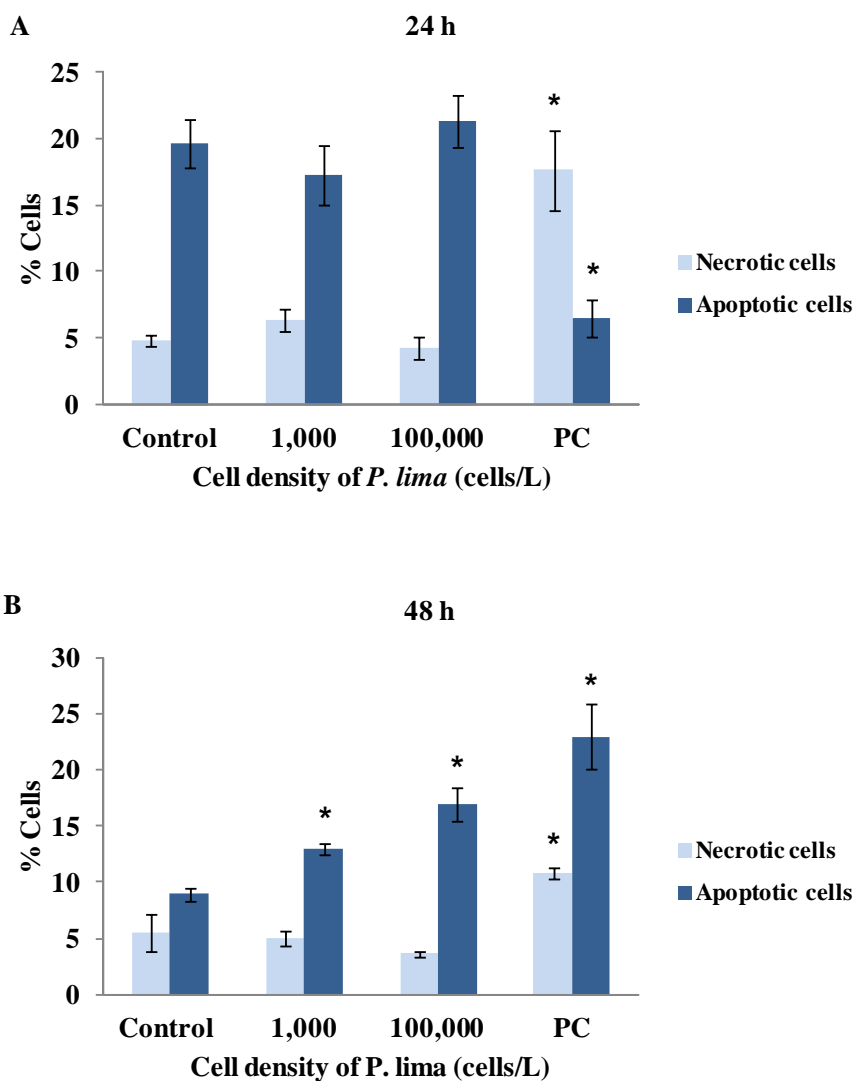 A
24 h
25
20
15
10
5
0
% Cells
*
*
Necrotic cells
Apoptotic cells
Control 1,000 100,000 PC
Cell density of P. lima (cells/L)
B
48 h
30
25
20
15
10
5
0
% Cells
*
*
*
*
Necrotic cells
Apoptotic cells
Control 1,000 100,000 PC
Cell density of P. lima (cells/L)